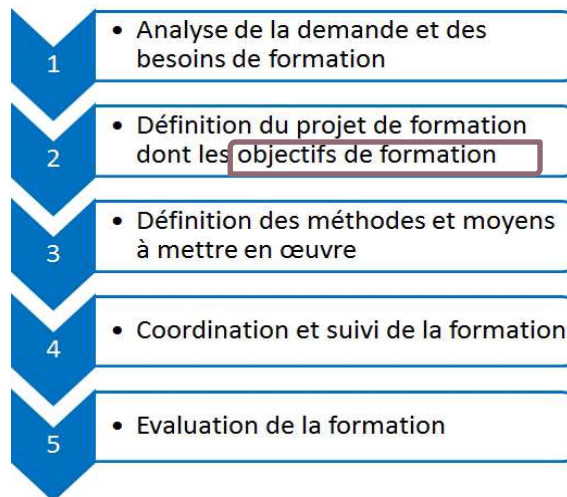 1
• Analyse de la demande et des
besoins de formation
2
• Définition du projet de formation
dont les objectifs de formation
3
• Définition des méthodes et moyens
à mettre en œuvre
4
• Coordination et suivi de la formation
5
• Evaluation de la formation